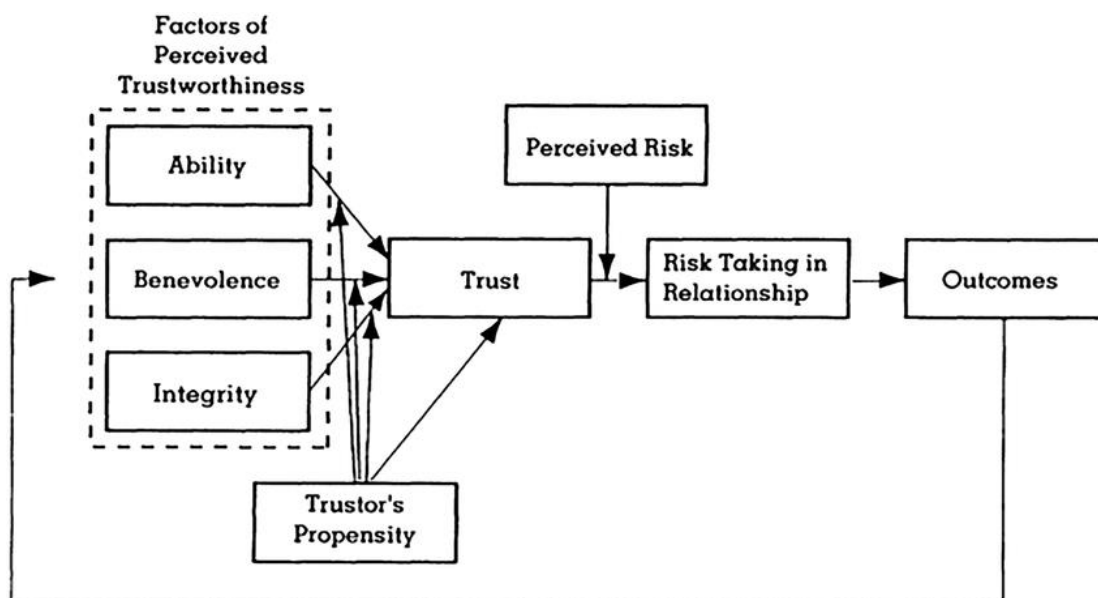 Factors of
Perceived
Trustworthiness
Ability
Benevolence
Integrity
Trustor's
Propensity
Trust
Perceived Risk
Risk Taking in
Relationship
Outcomes